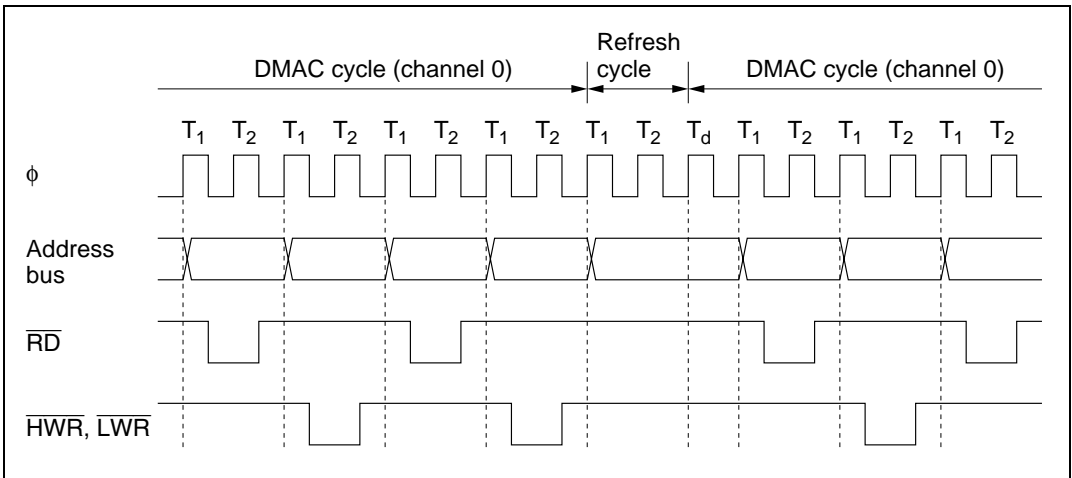 Refresh
DMAC cycle (channel 0) cycle DMAC cycle (channel 0)
T1 T2 T1 T2 T1 T2 T1 T2 T1 T2 Td T1 T2 T1 T2 T1 T2
ϕ
Address
bus
RD
HWR, LWR